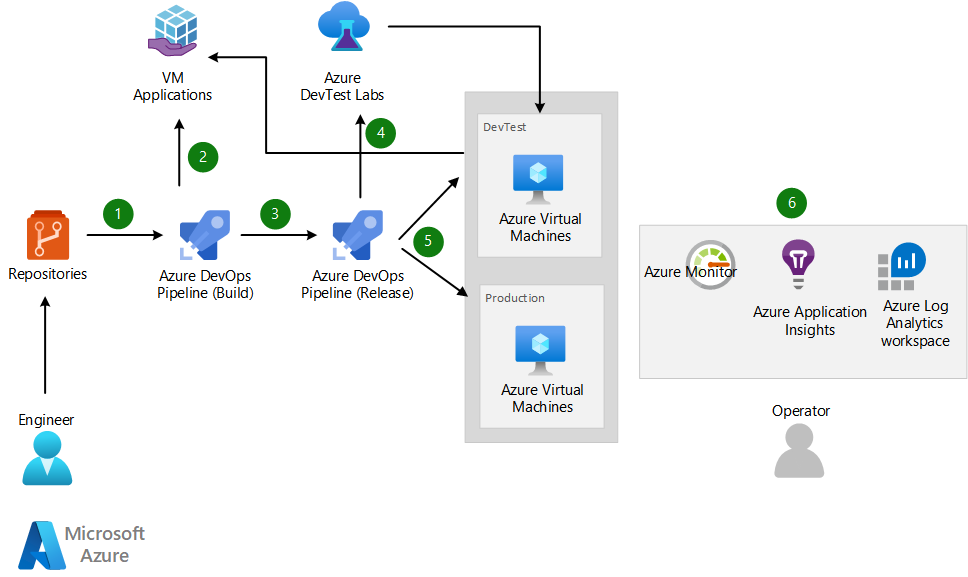 VM
Applications
Azure
DevTest Labs
DevTest
4
2
6
Azure Virtual
Machines
1
3
5
Repositories
Azure DevOps
Pipeline (Build)
Azure DevOps
Pipeline (Release)
Azure Monitor
Azure Application
Insights
Azure Log
Analytics
workspace
Production
Azure Virtual
Machines
Engineer
Operator
Microsoft
Azure